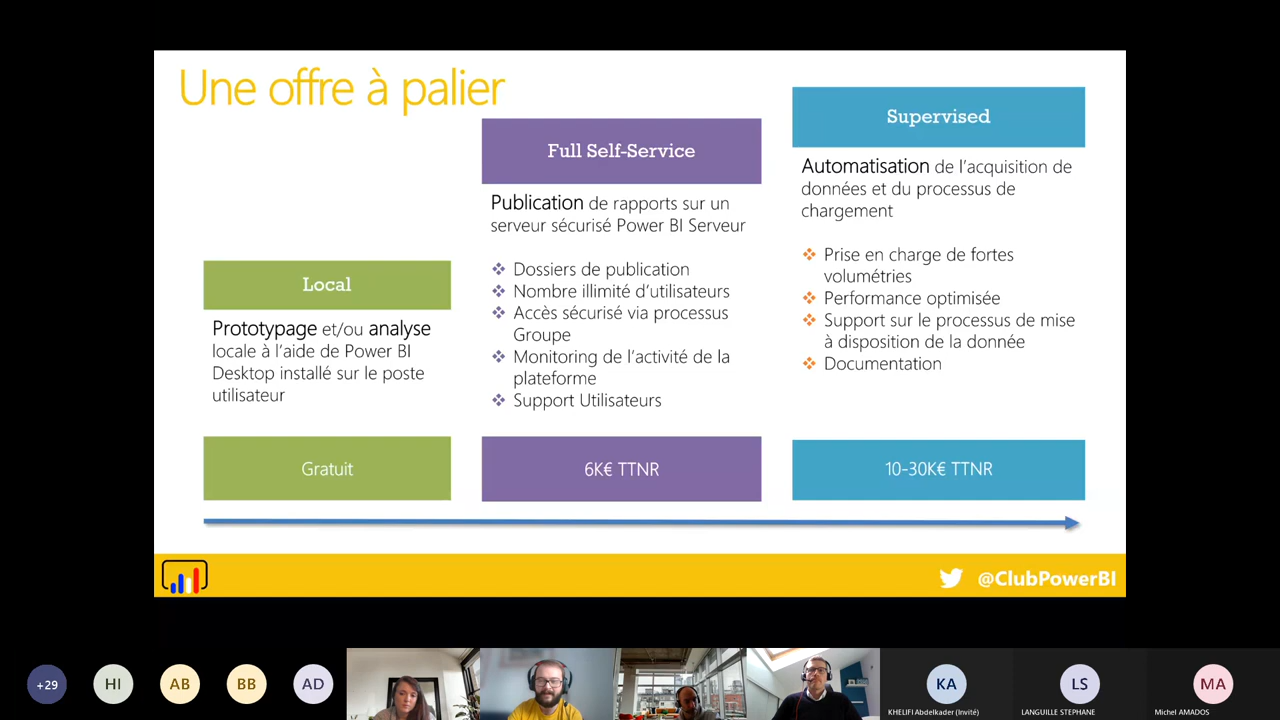 Une offre à palier
Local
Prototypage et/ou analyse
locale à l'aide de Power BI
Desktop installé sur le poste
utilisateur
Gratuit
Full Self-Service
Publication de rapports sur un
serveur sécurisé Power BI Serveur
Dossiers de publication
Nombre illimité d'utilisateurs
Accès sécurisé via processus
Groupe
Monitoring de l'activité de la
plateforme
Support Utilisateurs
6K€ TTNR
Supervised
Automatisation de l'acquisition de
données et du processus de
chargement
Prise en charge de fortes
volumétries
Performance optimisée
Support sur le processus de mise
à disposition de la donnée
Documentation
10-30K€ TTNR
@ClubPowerBI
+29
HI
AB
BB
AD
KA
KHELIFI Abdelkader (Invité)
LS
LANGUILLE STEPHANE
MA
Michel AMADOS